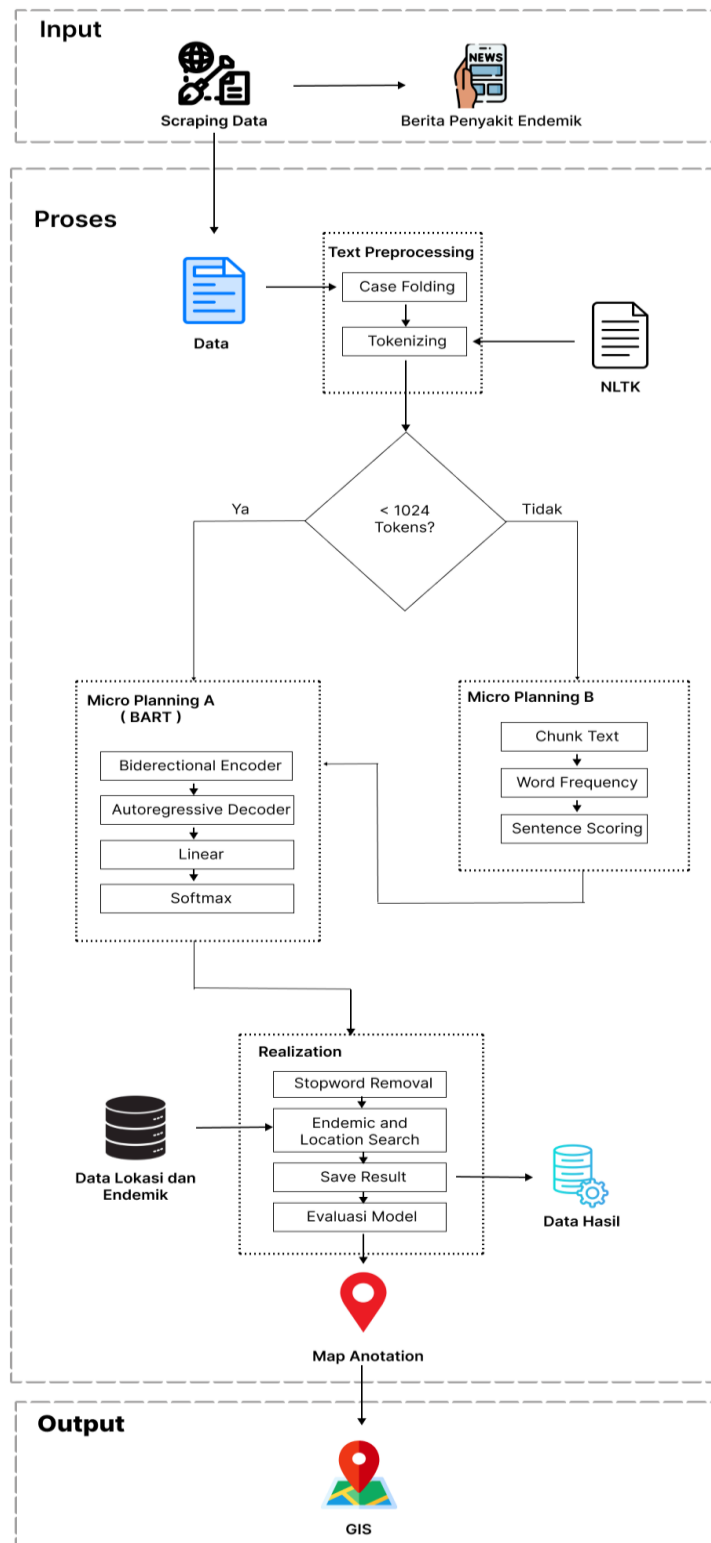 Input
NEWS
Scraping Data
Berita Penyakit Endemik
Proses
Text Preprocessing
Case Folding
Tokenizing
Data
NLTK
< 1024
Tokens?
Ya
Tidak
Micro Planning A
( BART )
Biderectional Encoder
Autoregressive Decoder
Linear
Softmax
Micro Planning B
Chunk Text
Word Frequency
Sentence Scoring
Realization
Stopword Removal
Endemic and
Location Search
Save Result
Evaluasi Model
Data Lokasi dan
Endemik
Data Hasil
Map Anotation
Output
GIS